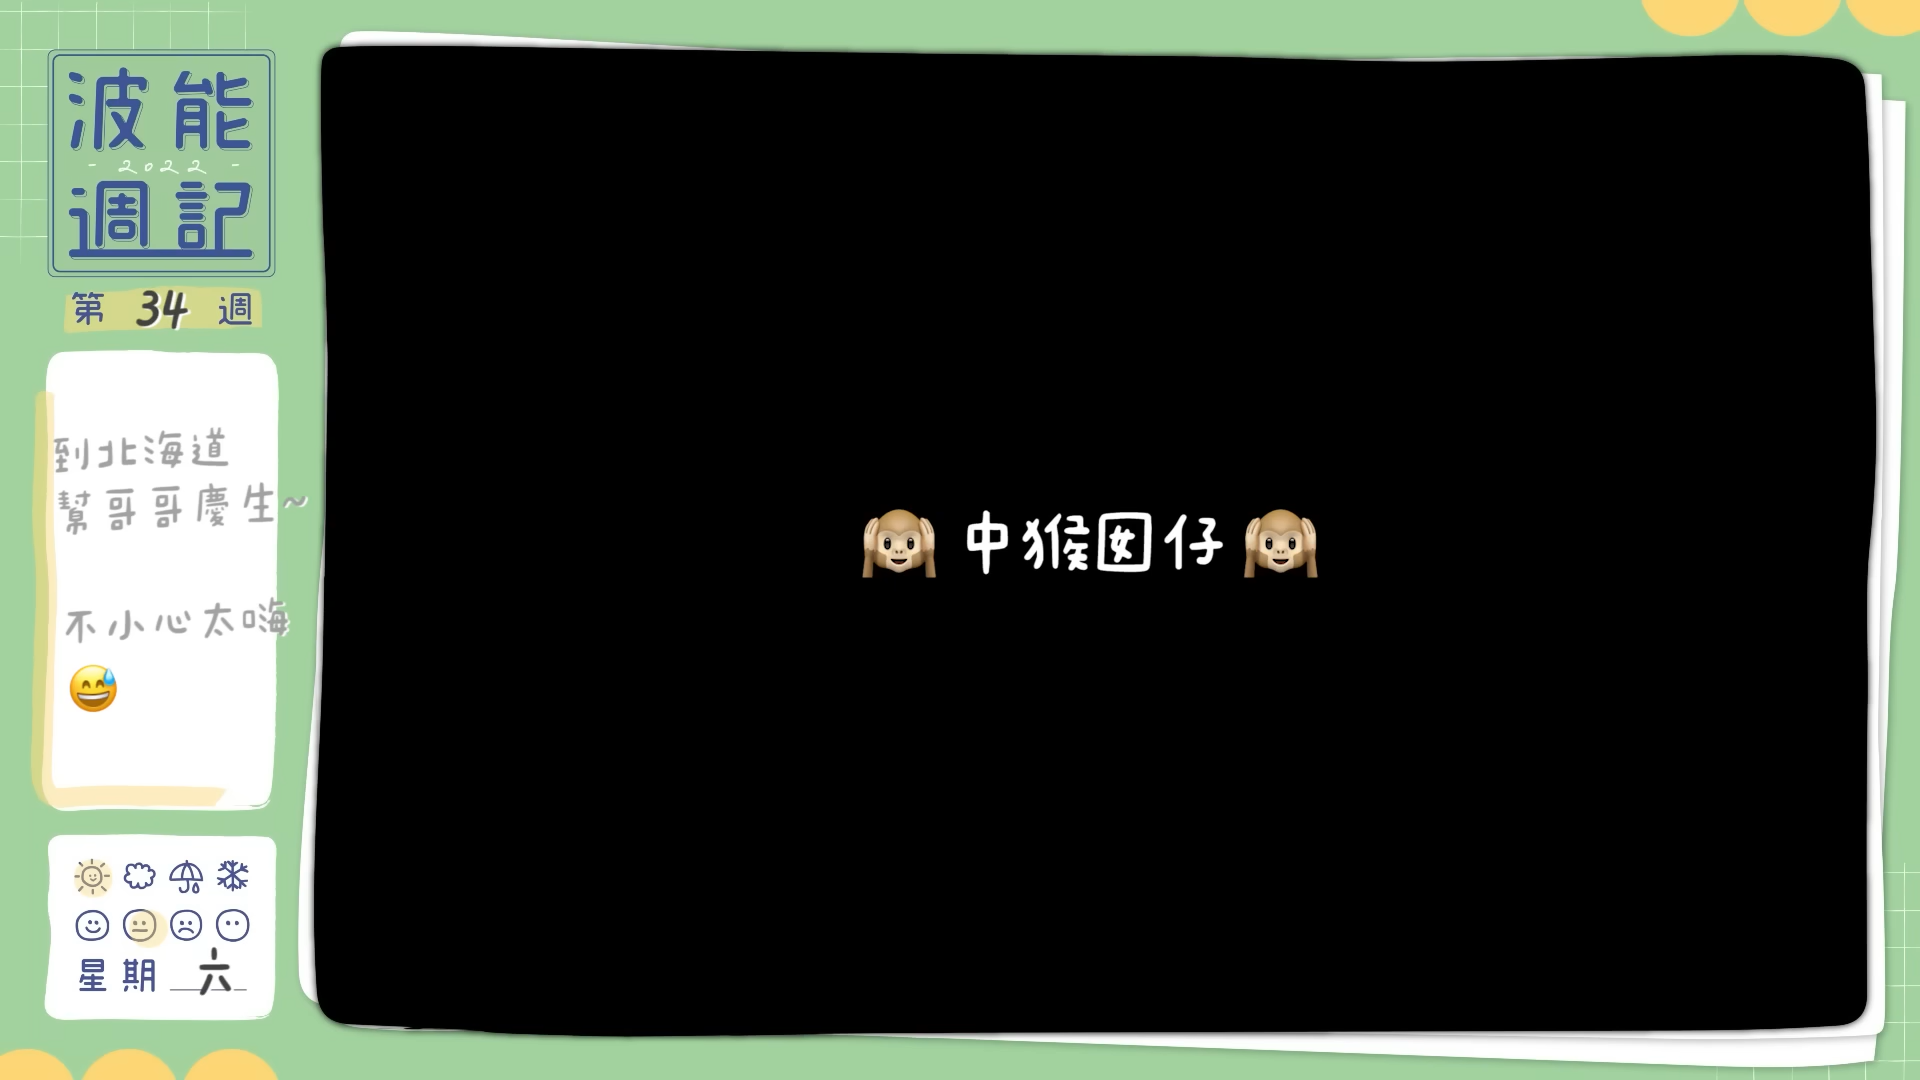 波能
- 2022 -
週記
第 34 週
到北海道
幫哥哥慶生~
不小心太嗨
😅
星期 六
🙉 中猴囡仔 🙉